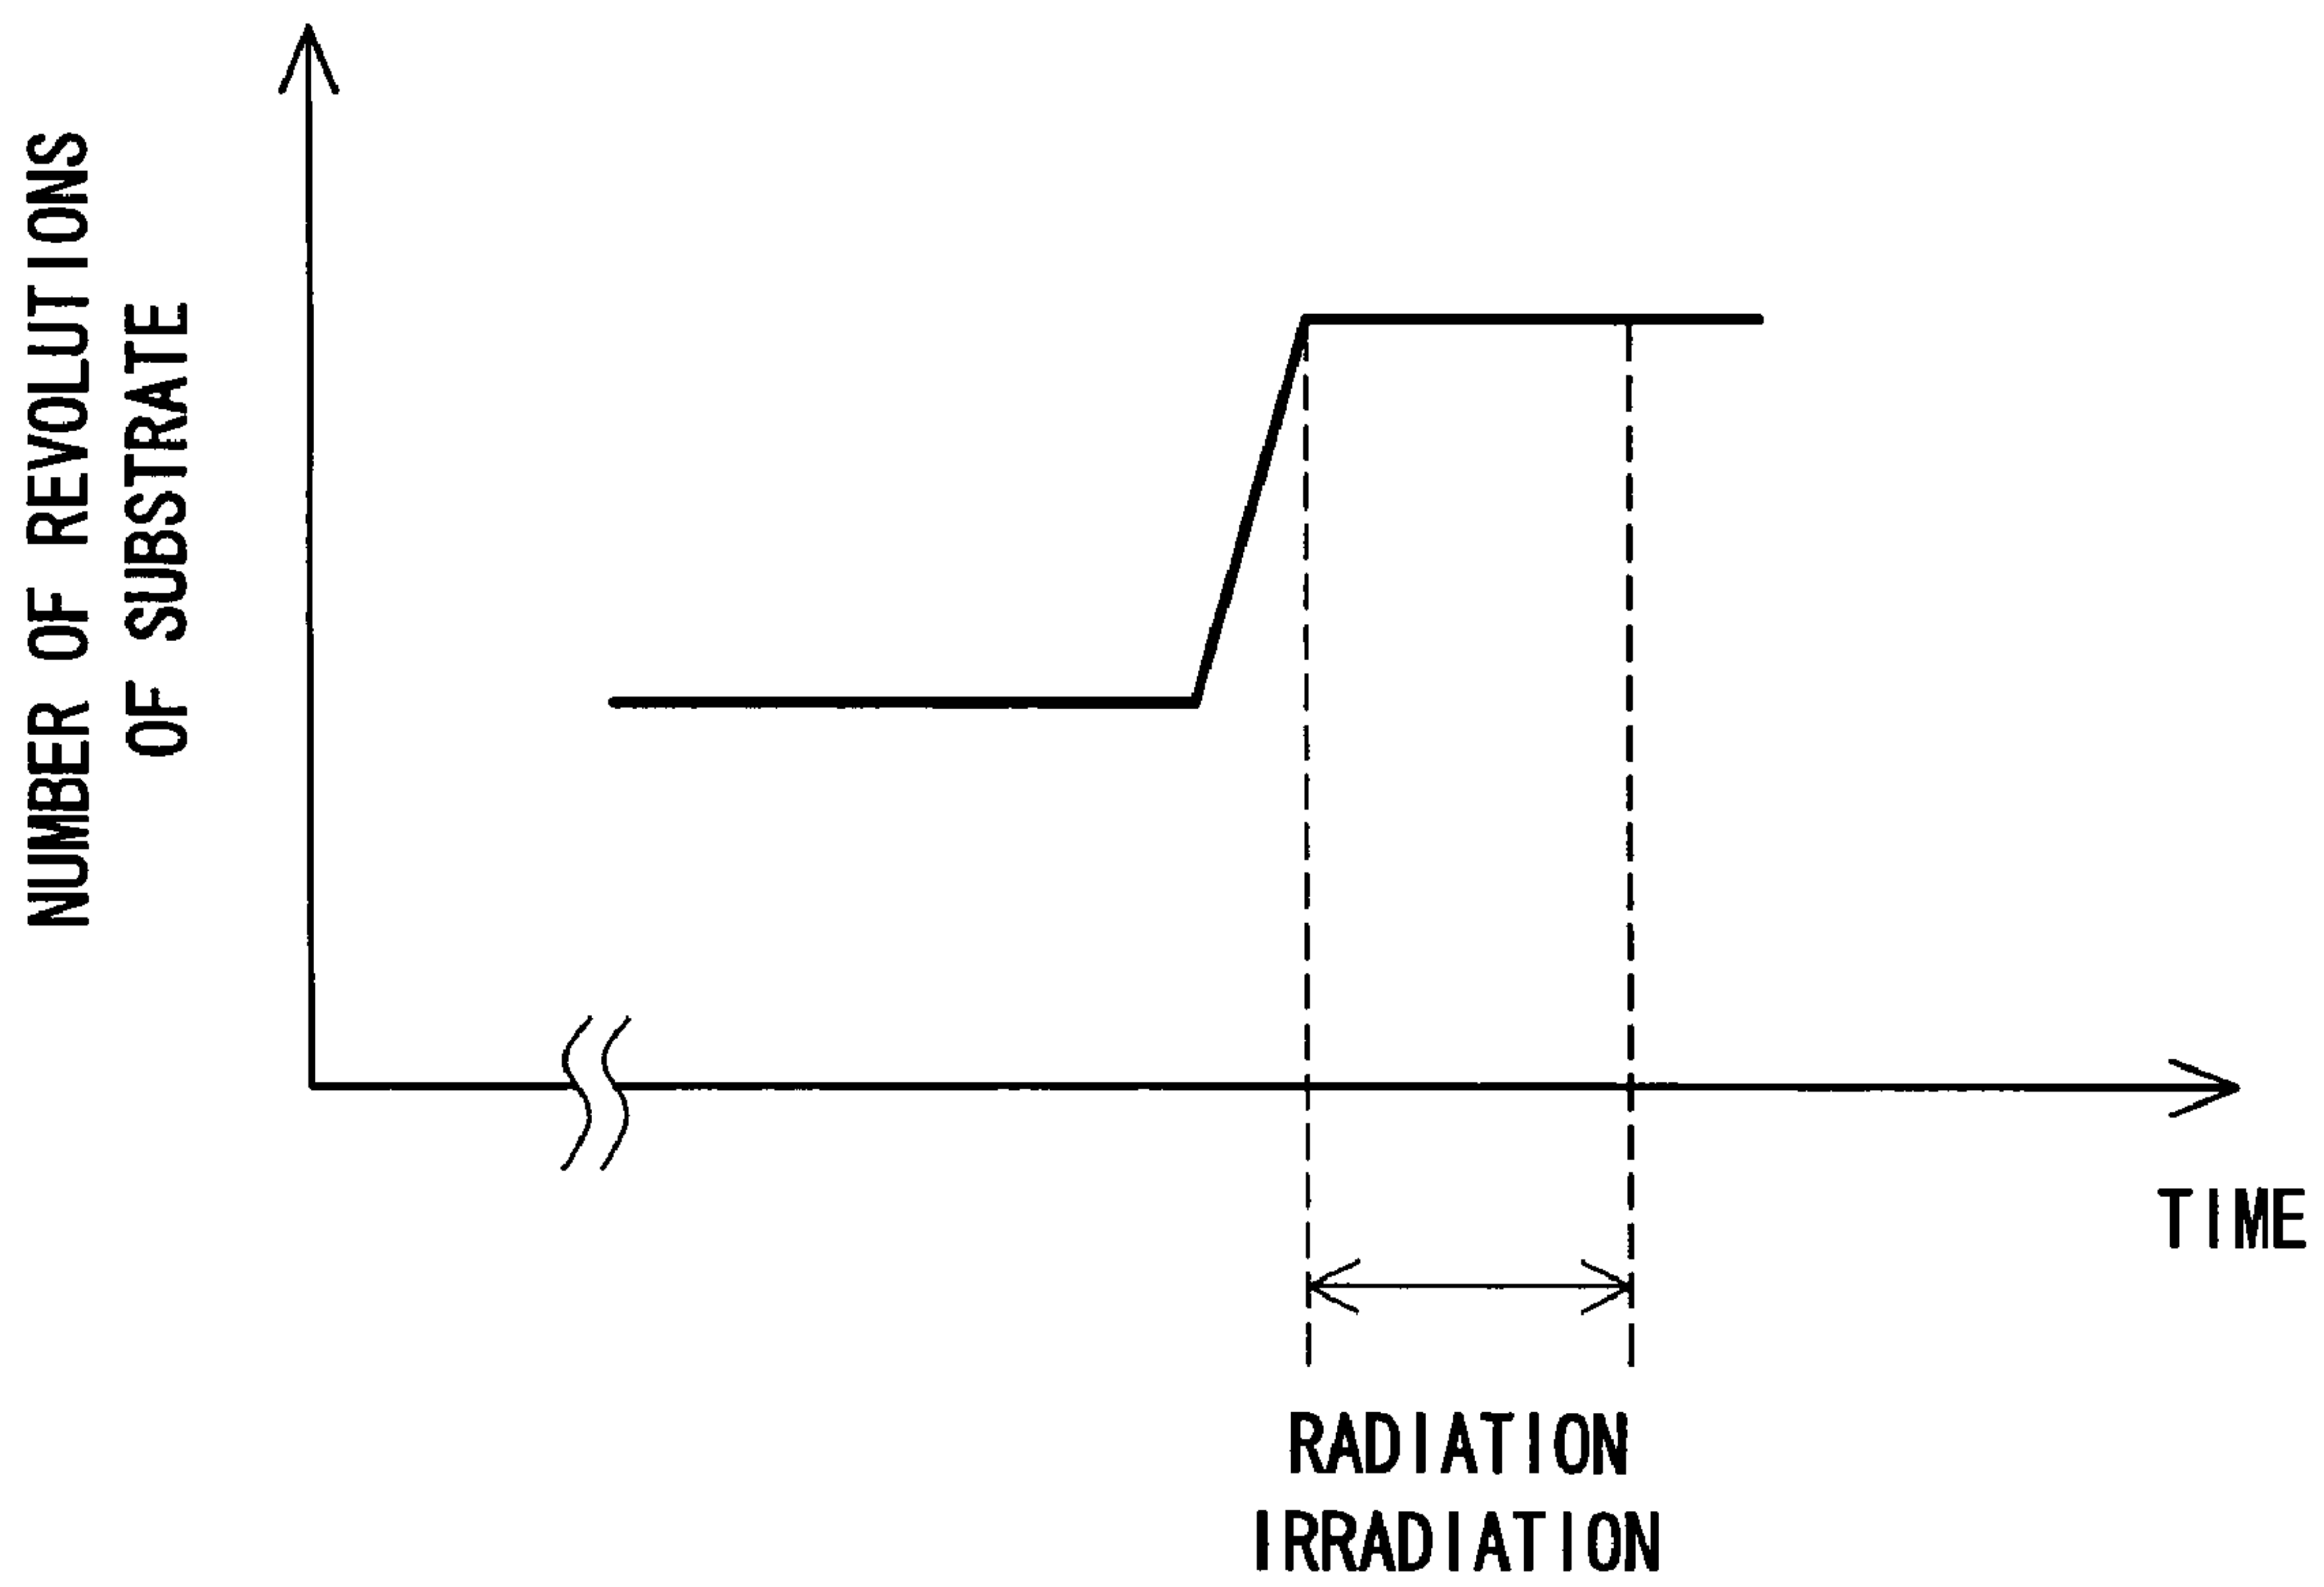 NUMBER OF REVOLUTIONS
OF SUBSTRATE
TIME
RADIATION
IRRADIATION